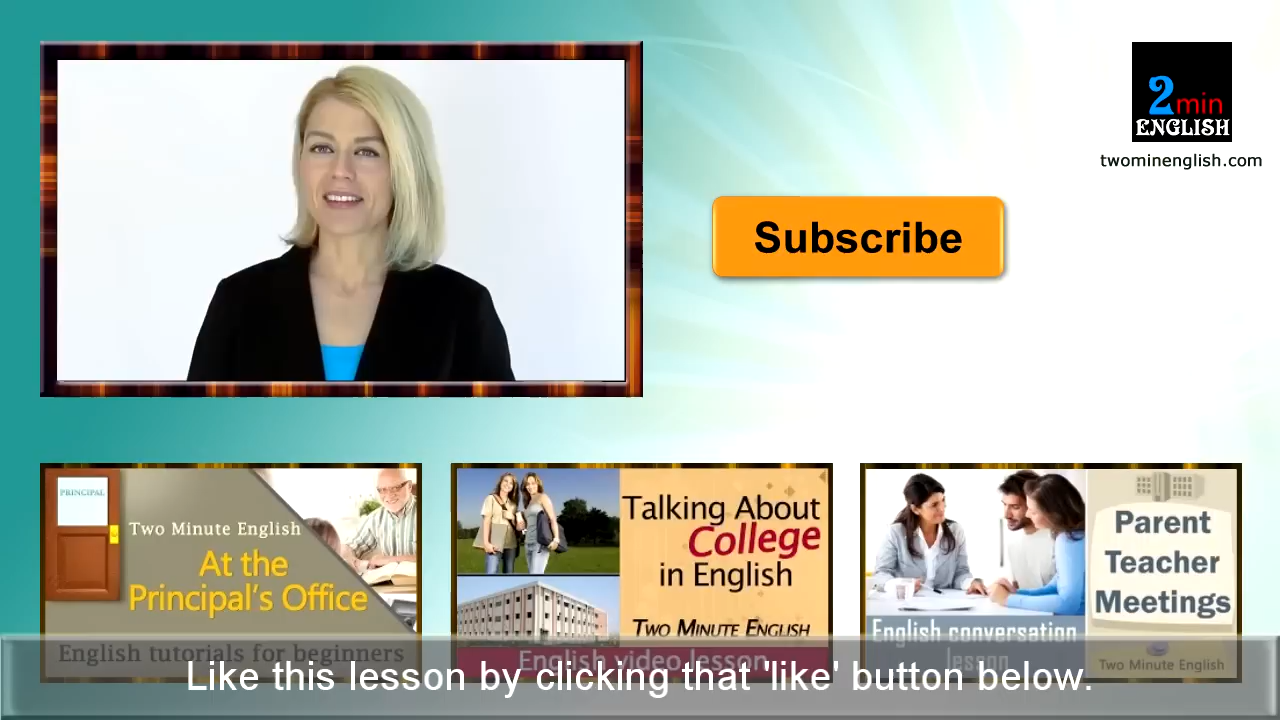 2min
ENGLISH
twominenglish.com
Subscribe
PRINCIPAL
Two Minute English
At the
Principal's Office
English tutorials for beginners
Talking About
College
in English
Two Minute English
English video lesson
Parent
Teacher
Meetings
English conversation
lesson
Two Minute English
Like this lesson by clicking that 'like' button below.